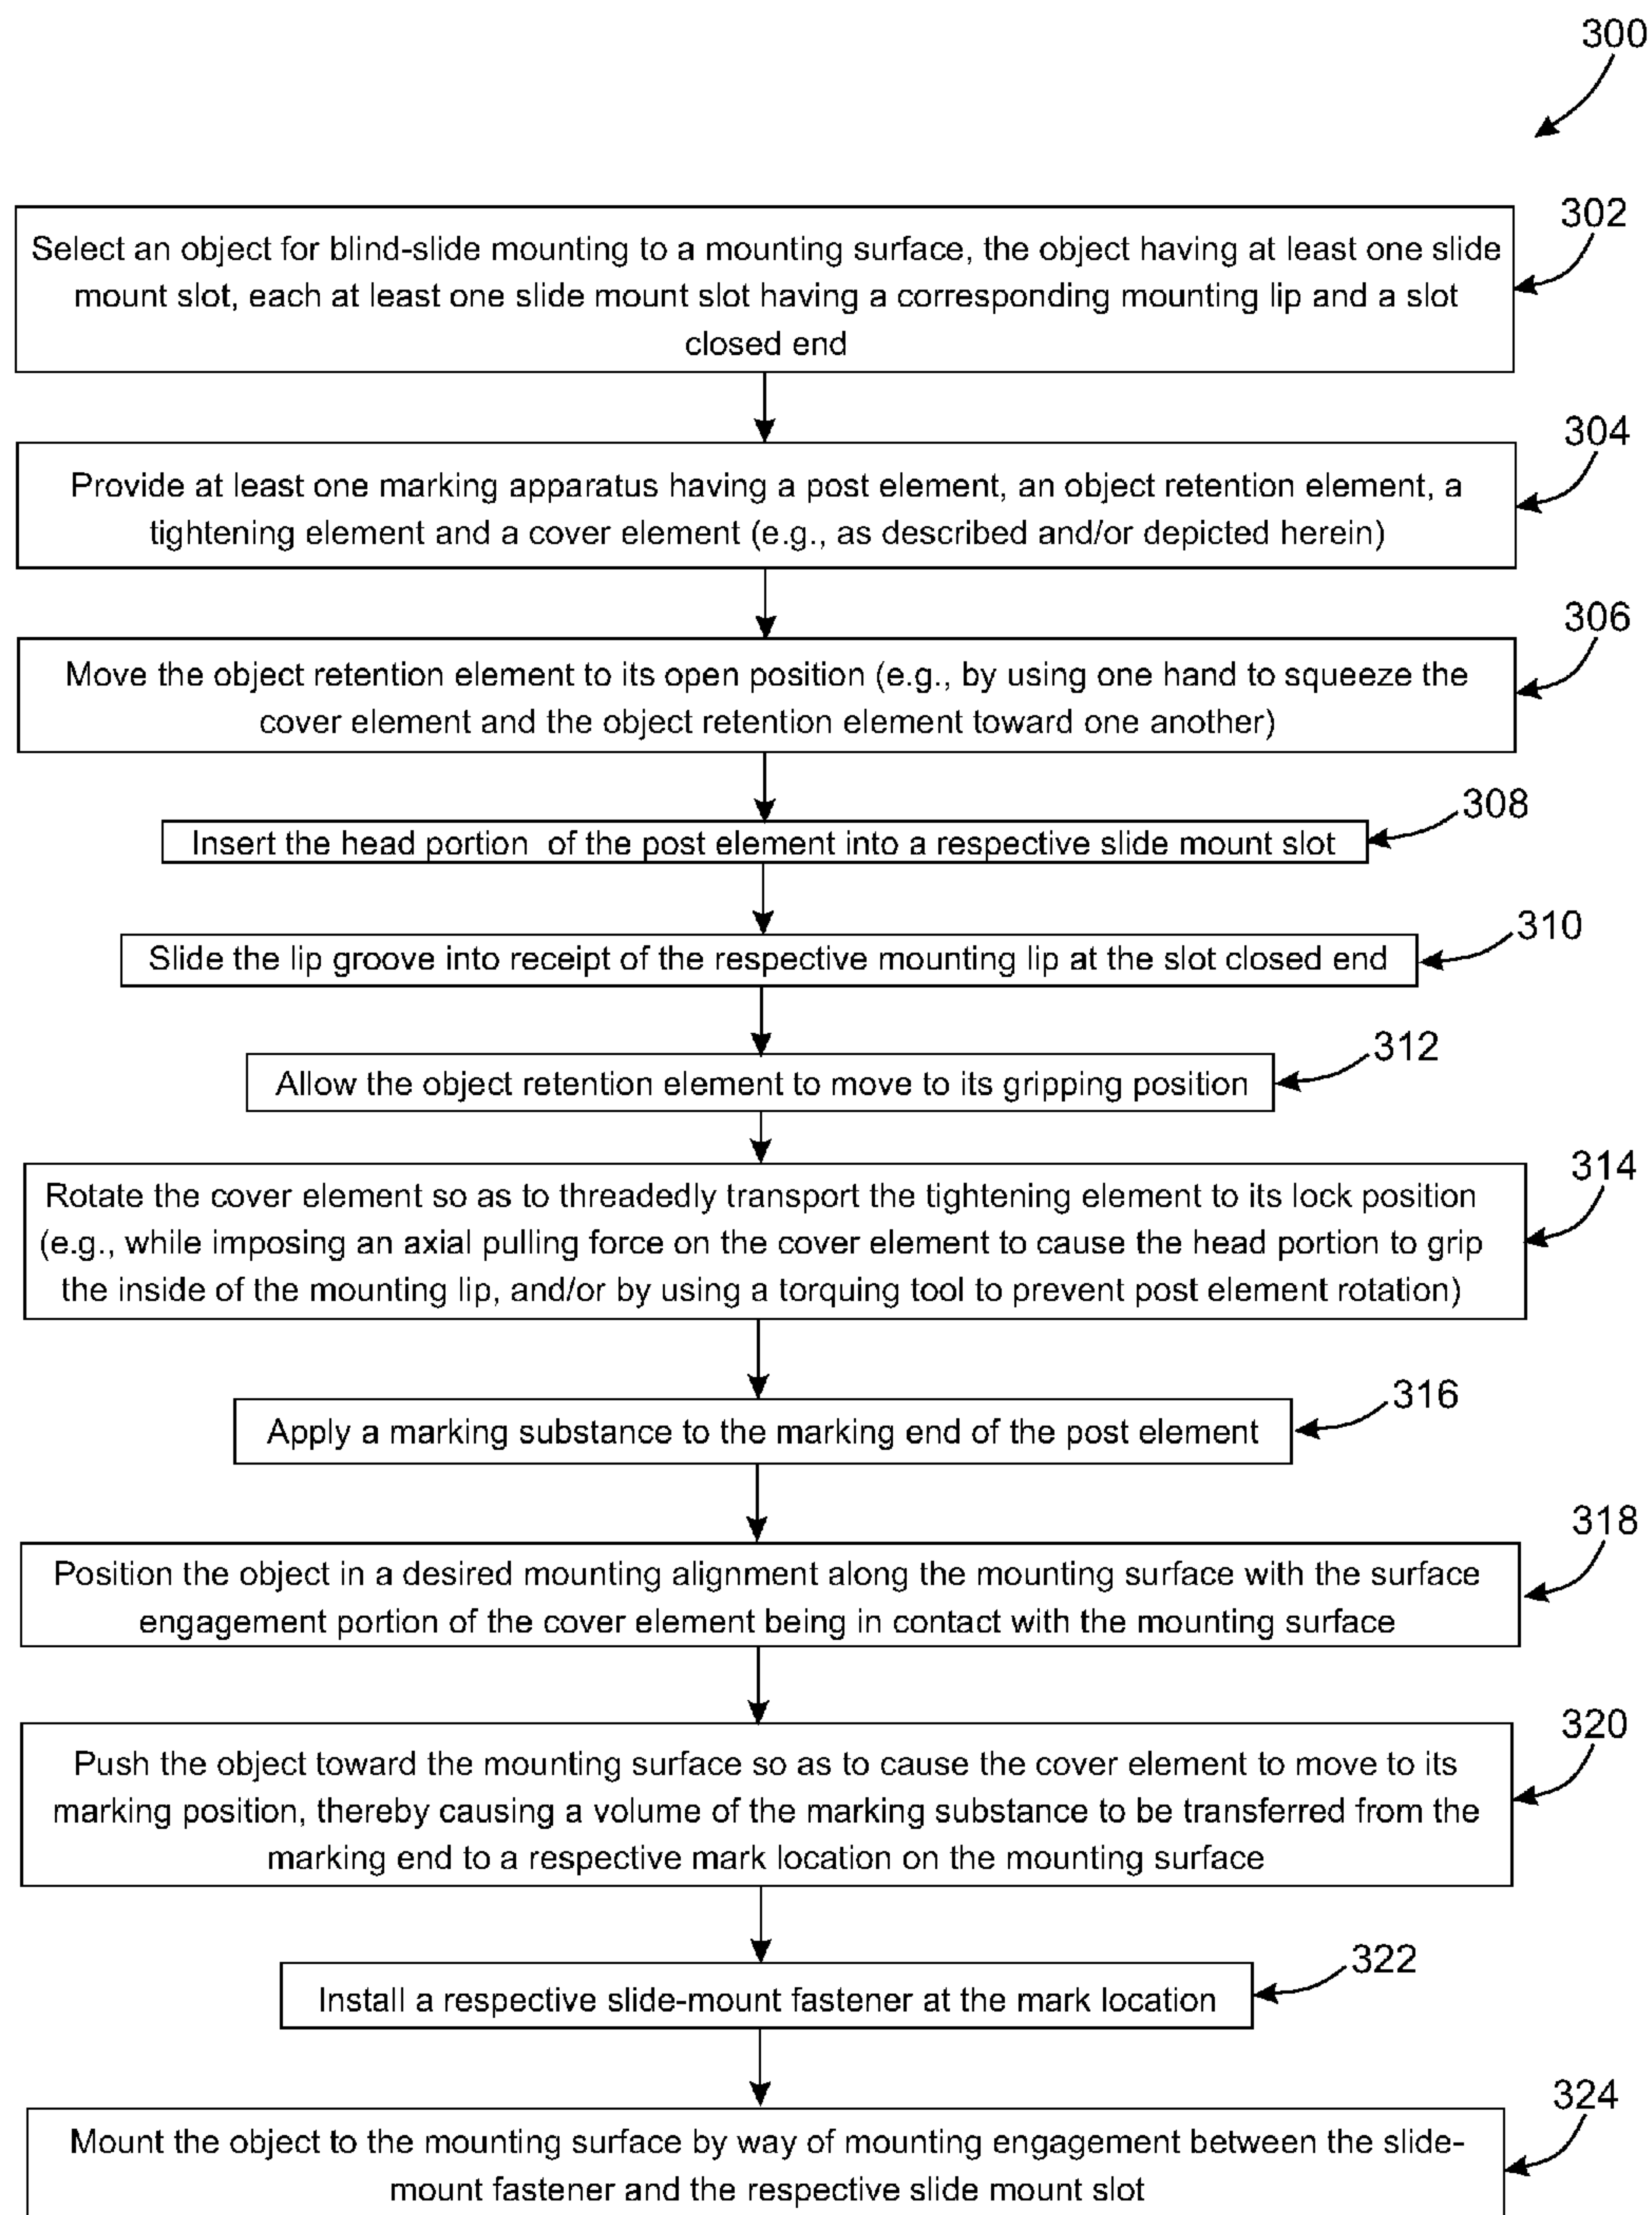 300
302
Select an object for blind-slide mounting to a mounting surface, the object having at least one slide
mount slot, each at least one slide mount slot having a corresponding mounting lip and a slot
closed end
304
Provide at least one marking apparatus having a post element, an object retention element, a
tightening element and a cover element (e.g., as described and/or depicted herein)
306
Move the object retention element to its open position (e.g., by using one hand to squeeze the
cover element and the object retention element toward one another)
308
Insert the head portion of the post element into a respective slide mount slot
310
Slide the lip groove into receipt of the respective mounting lip at the slot closed end
312
Allow the object retention element to move to its gripping position
314
Rotate the cover element so as to threadedly transport the tightening element to its lock position
(e.g., while imposing an axial pulling force on the cover element to cause the head portion to grip
the inside of the mounting lip, and/or by using a torquing tool to prevent post element rotation)
316
Apply a marking substance to the marking end of the post element
318
Position the object in a desired mounting alignment along the mounting surface with the surface
engagement portion of the cover element being in contact with the mounting surface
320
Push the object toward the mounting surface so as to cause the cover element to move to its
marking position, thereby causing a volume of the marking substance to be transferred from the
marking end to a respective mark location on the mounting surface
322
Install a respective slide-mount fastener at the mark location
324
Mount the object to the mounting surface by way of mounting engagement between the slide-
mount fastener and the respective slide mount slot